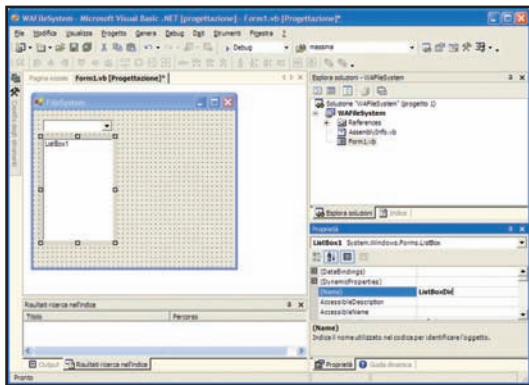 WAFileSystem - Microsoft Visual Basic .NET [progettazione] - Form1.vb [Progettazione]*
File Modifica Visualizza Progetto Genera Debug Dati Strumenti Finestra ?
Debug
massma
Pagina iniziale Form1.vb [Progettazione]*
Casella degli strumenti
FileSystem
ListBox1
Esplora soluzioni - WAFileSystem
Soluzione "WAFileSystem" (progetto 1)
WAFileSystem
References
AssemblyInfo.vb
Form1.vb
Esplora soluzioni Indice
Proprietà
ListBox1 System.Windows.Forms.ListBox
(DataBindings)
(DynamicProperties)
(Name) ListBoxDir
AccessibleDescription
AccessibleName
(Name)
Indica il nome utilizzato nel codice per identificare l'oggetto.
Risultati ricerca nell'indice
Titolo Percorso
Output Risultati ricerca nell'indice
Proprietà Guida dinamica
Pronto